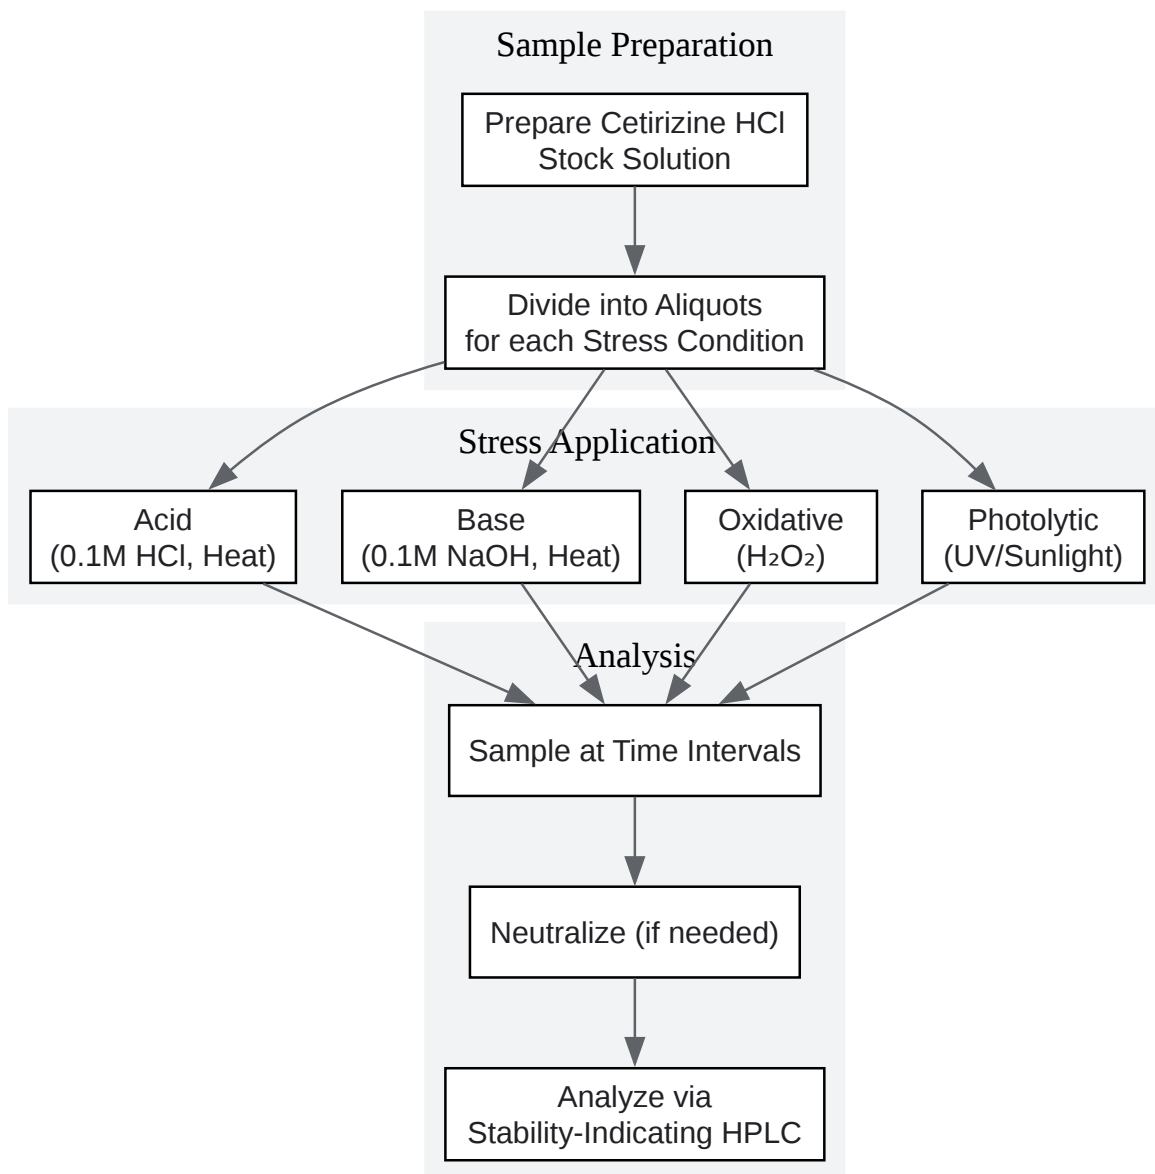 Sample Preparation
Prepare Cetirizine HCl
Stock Solution
Divide into Aliquots
for each Stress Condition
Stress Application
Acid
(0.1M HCl, Heat)
Base
(0.1M NaOH, Heat)
Oxidative
(H₂O₂)
Photolytic
(UV/Sunlight)
Analysis
Sample at Time Intervals
Neutralize (if needed)
Analyze via
Stability-Indicating HPLC